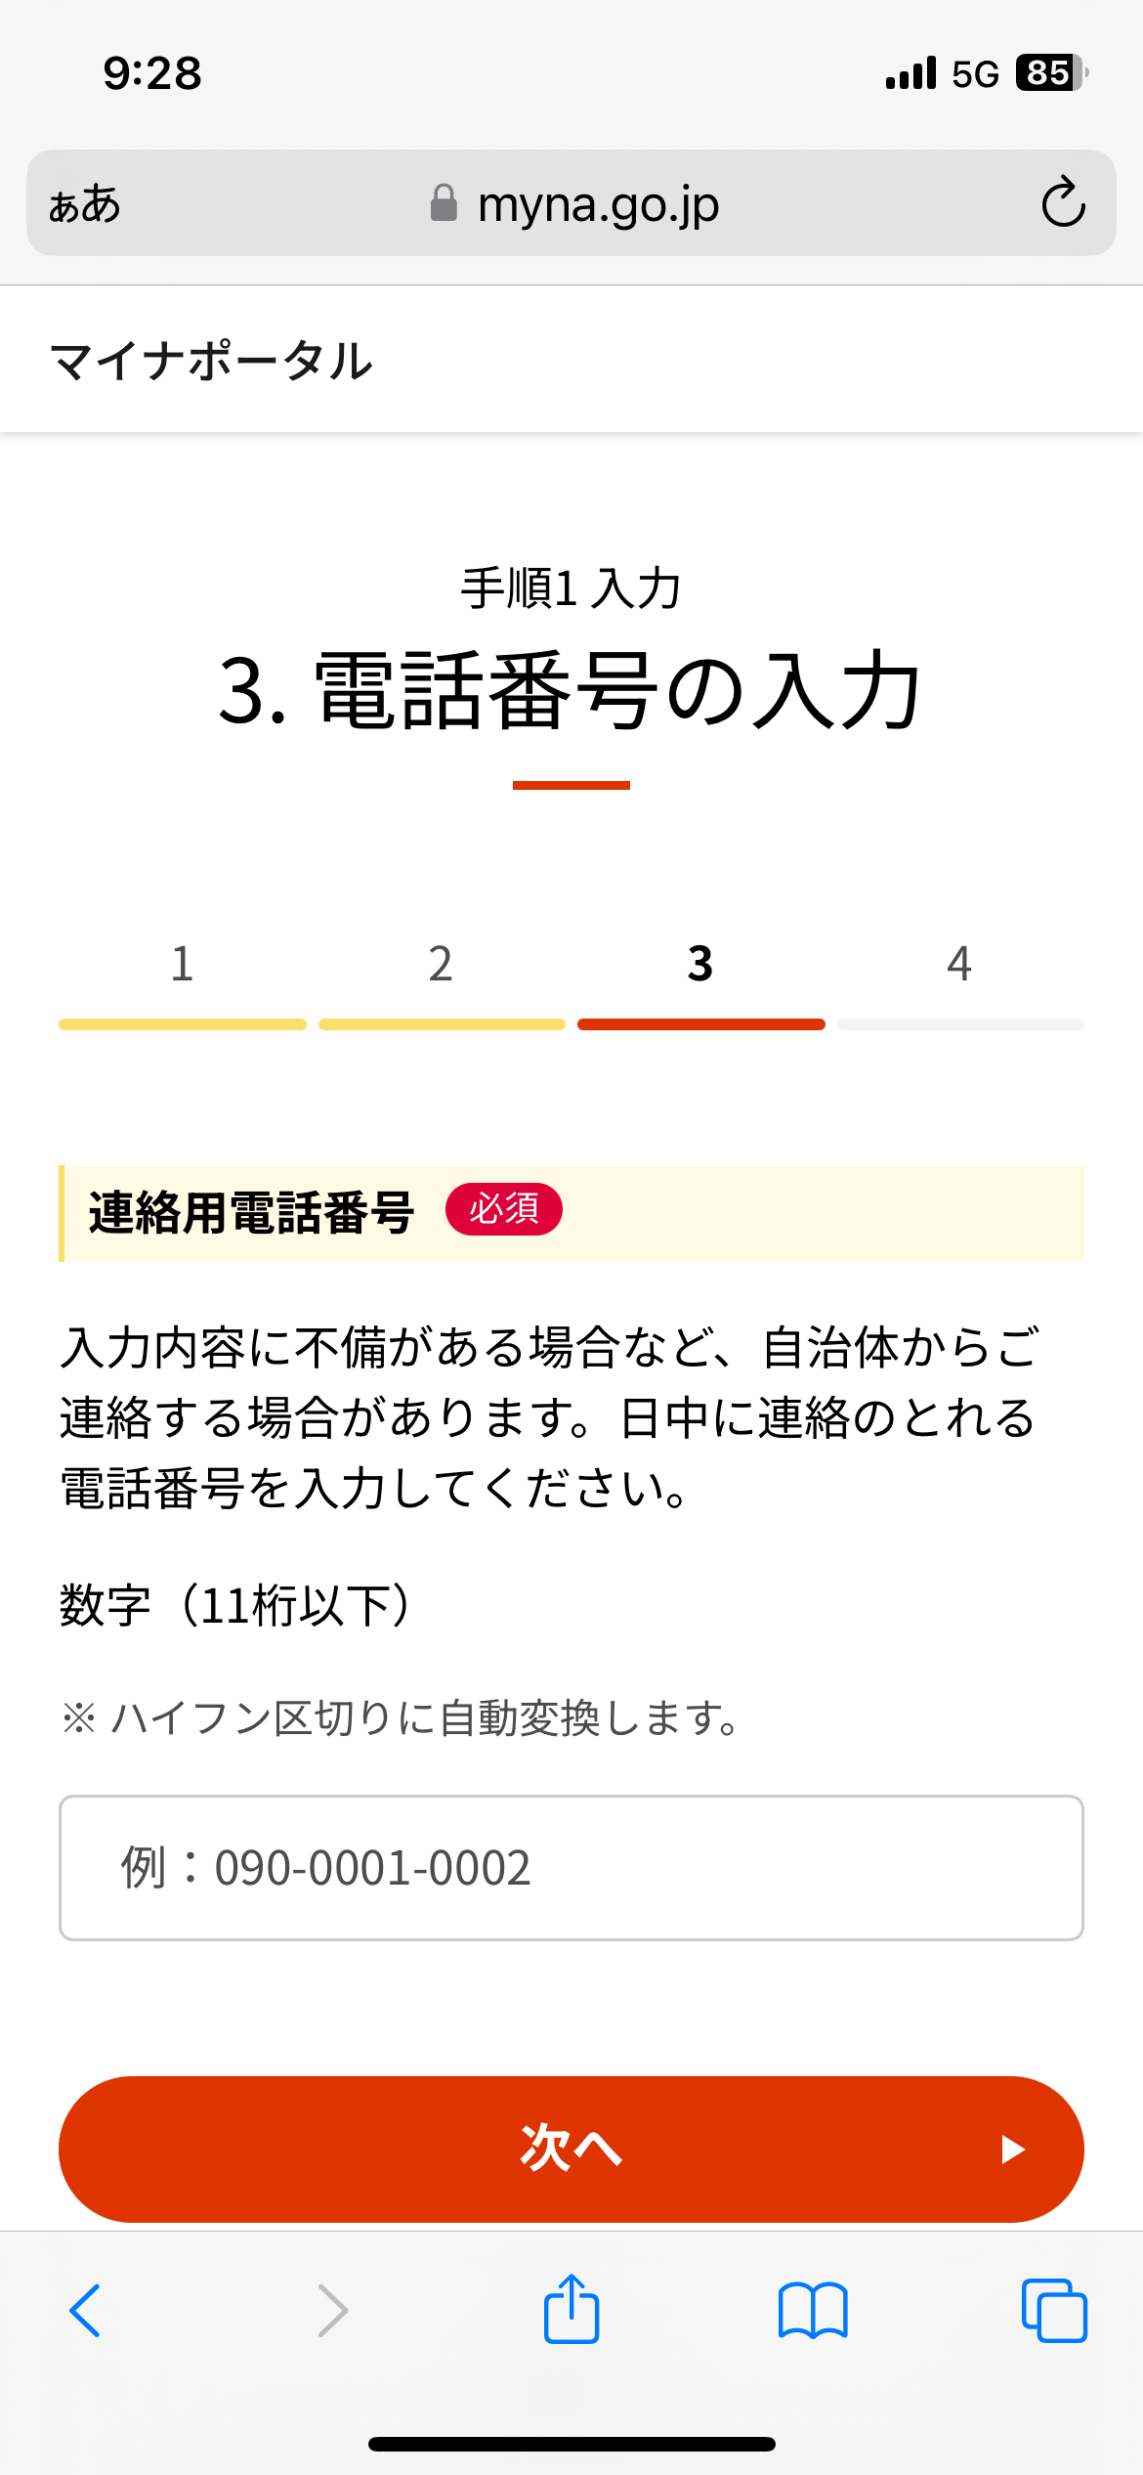 9:28
5G 85
ぁあ myna.go.jp
マイナポータル
手順1 入力
3. 電話番号の入力
1 2 3 4
連絡用電話番号 必須
入力内容に不備がある場合など、自治体からご
連絡する場合があります。日中に連絡のとれる
電話番号を入力してください。
数字（11桁以下）
※ ハイフン区切りに自動変換します。
例：090-0001-0002
次へ